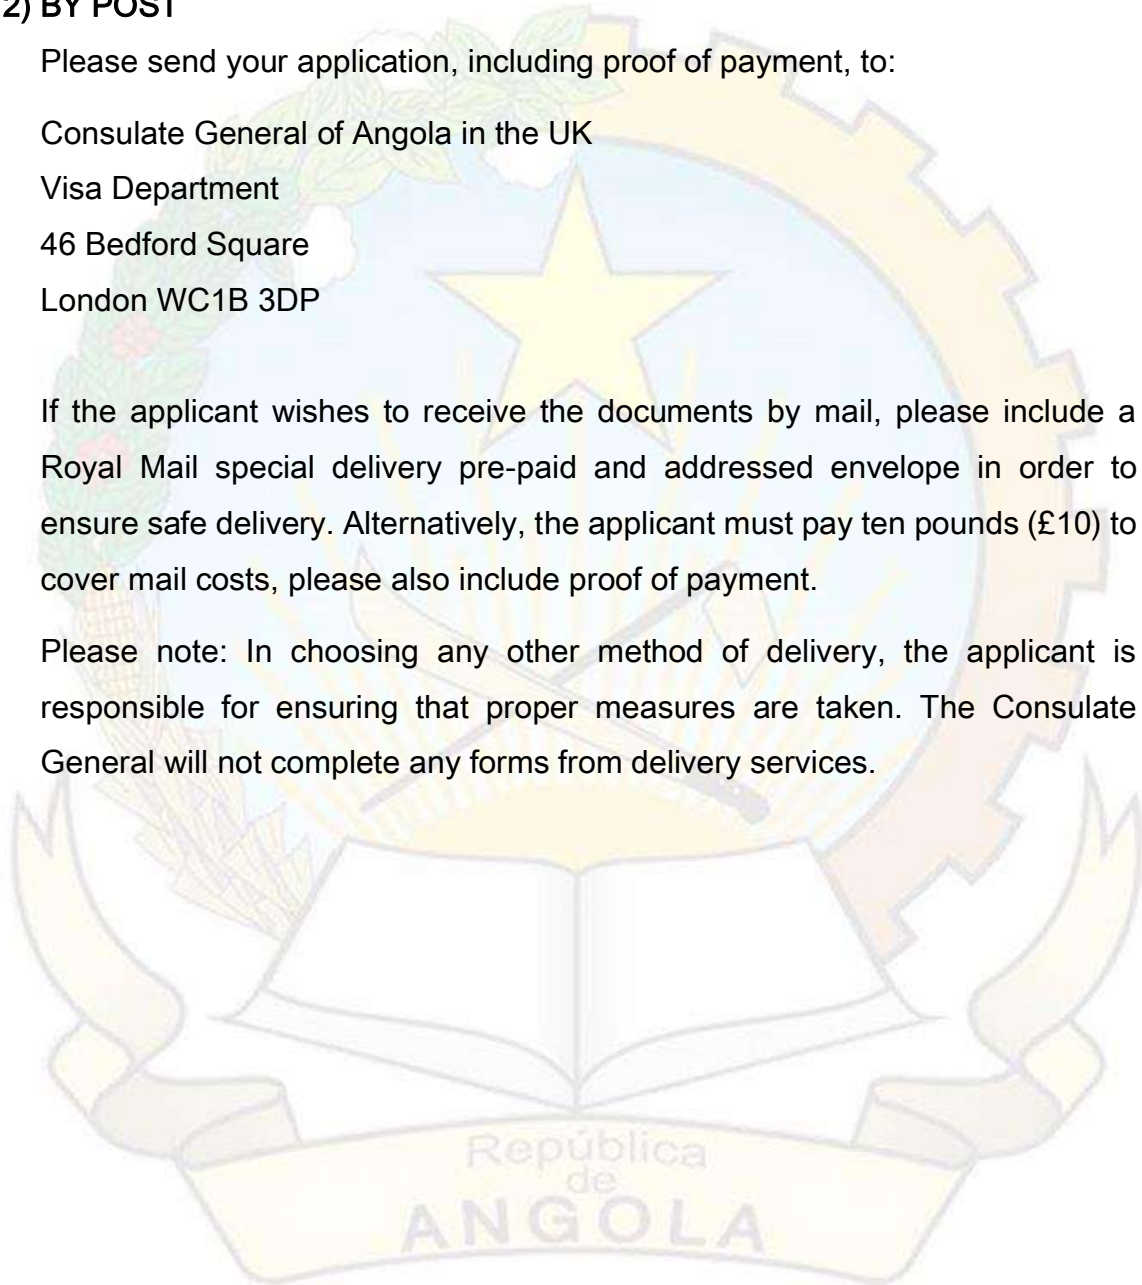 2) BY POST
Please send your application, including proof of payment, to:
Consulate General of Angola in the UK
Visa Department
46 Bedford Square
London WC1B 3DP
If the applicant wishes to receive the documents by mail, please include a
Royal Mail special delivery pre-paid and addressed envelope in order to
ensure safe delivery. Alternatively, the applicant must pay ten pounds (£10) to
cover mail costs, please also include proof of payment.
Please note: In choosing any other method of delivery, the applicant is
responsible for ensuring that proper measures are taken. The Consulate
General will not complete any forms from delivery services.
República
de
ANGOLA